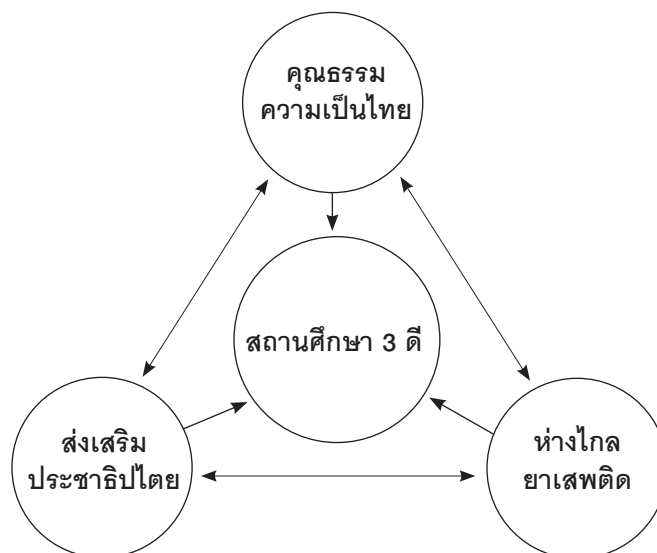 คุณธรรม
ความเป็นไทย
สถานศึกษา 3 ดี
ส่งเสริม
ประชาธิปไตย
ห่างไกล
ยาเสพติด